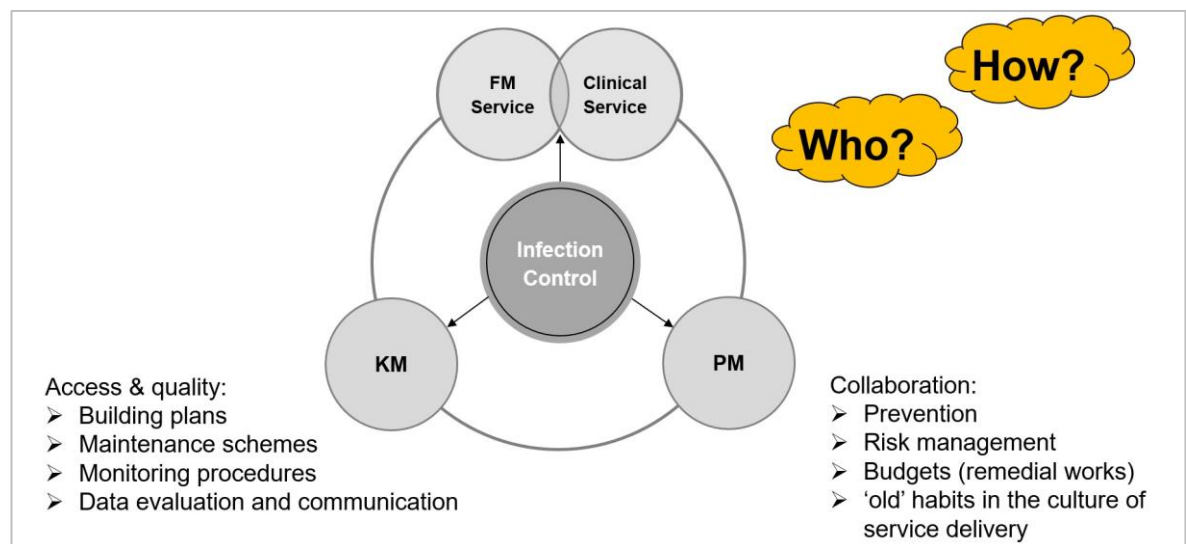 FM
Service
Clinical
Service
How?
Who?
Infection
Control
KM
PM
Access & quality:
➢ Building plans
➢ Maintenance schemes
➢ Monitoring procedures
➢ Data evaluation and communication
Collaboration:
➢ Prevention
➢ Risk management
➢ Budgets (remedial works)
➢ ‘old’ habits in the culture of
service delivery